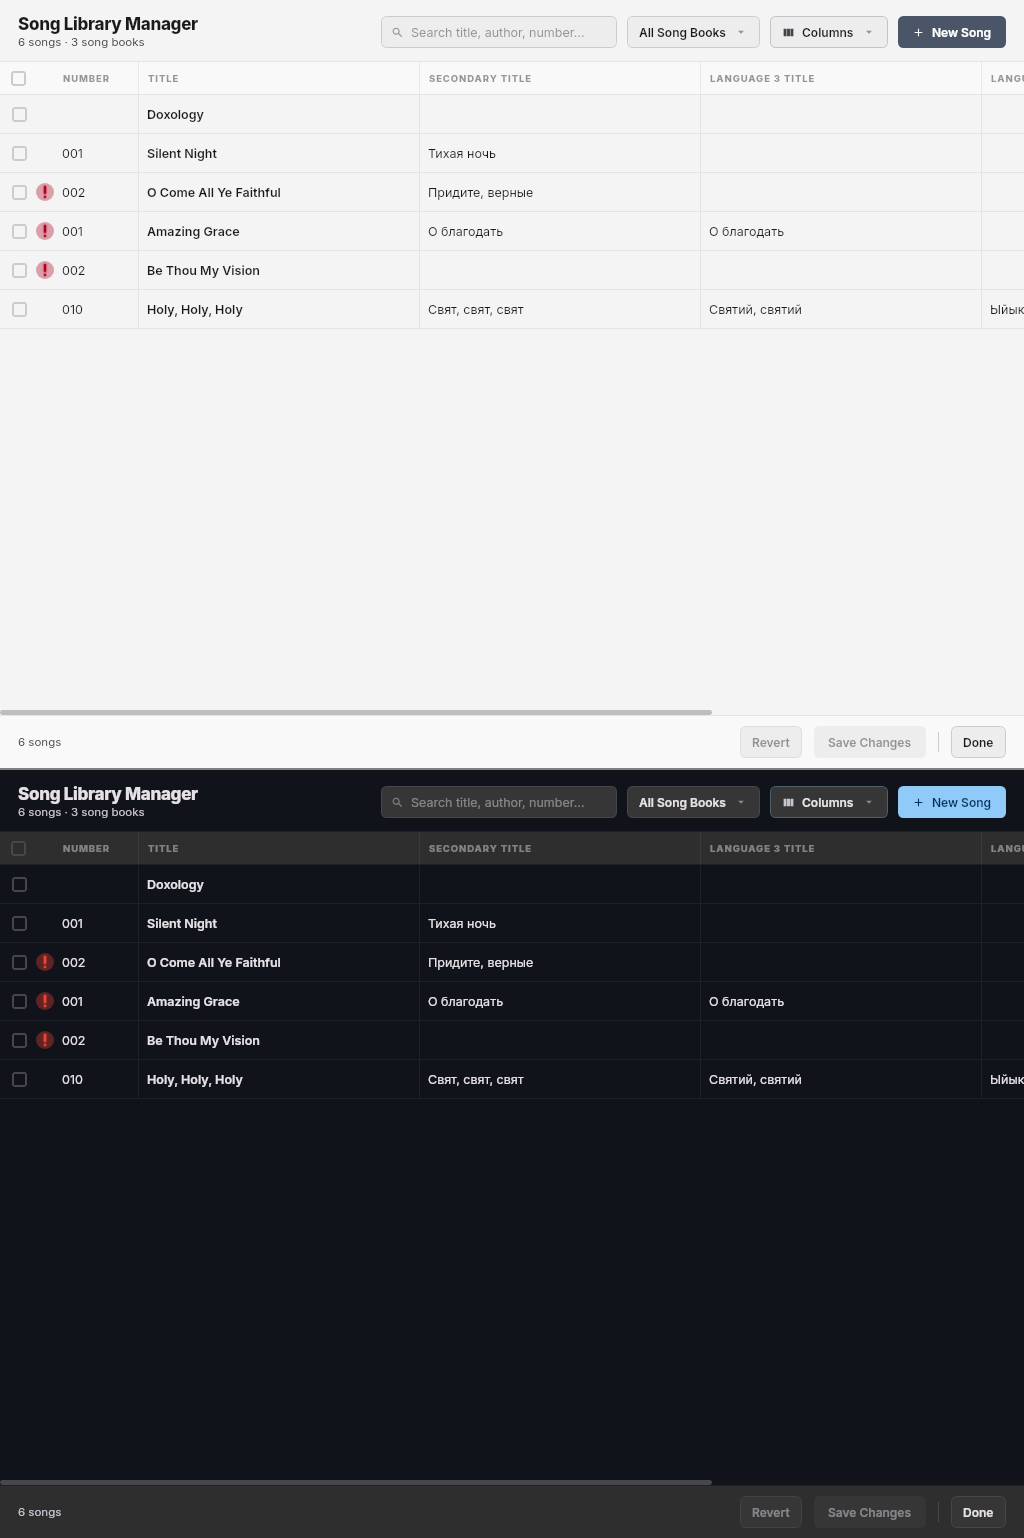 Song Library Manager
6 songs · 3 song books
Search title, author, number...
All Song Books
Columns
+ New Song
NUMBER TITLE SECONDARY TITLE LANGUAGE 3 TITLE LANGU
Doxology
001 Silent Night Тихая ночь
! 002 O Come All Ye Faithful Придите, верные
! 001 Amazing Grace О благодать О благодать
! 002 Be Thou My Vision
010 Holy, Holy, Holy Свят, свят, свят Святий, святий Ыйык
6 songs
Revert
Save Changes
Done
Song Library Manager
6 songs · 3 song books
Search title, author, number...
All Song Books
Columns
+ New Song
NUMBER TITLE SECONDARY TITLE LANGUAGE 3 TITLE LANGU
Doxology
001 Silent Night Тихая ночь
! 002 O Come All Ye Faithful Придите, верные
! 001 Amazing Grace О благодать О благодать
! 002 Be Thou My Vision
010 Holy, Holy, Holy Свят, свят, свят Святий, святий Ыйык
6 songs
Revert
Save Changes
Done